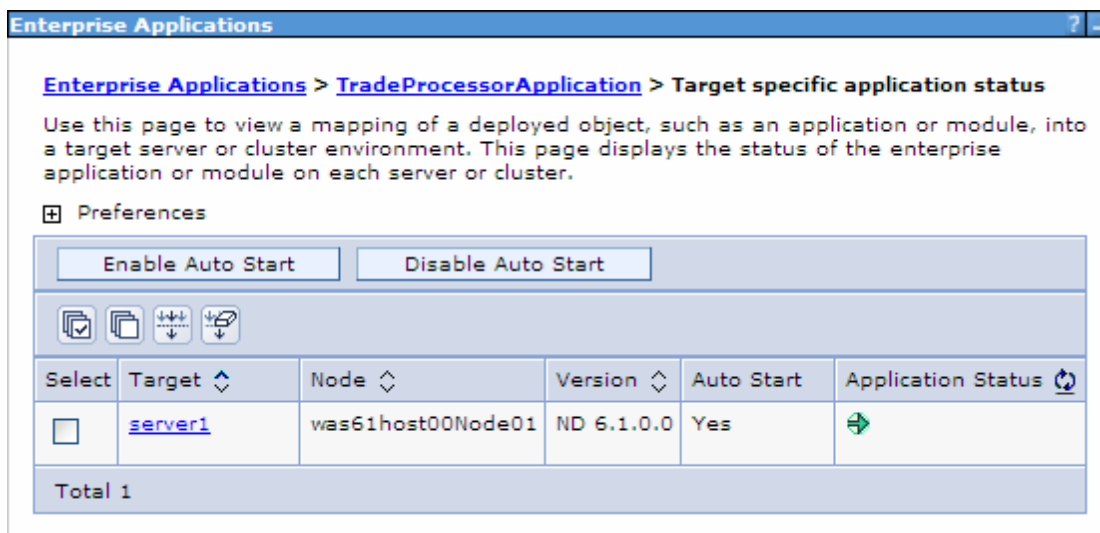 Enterprise Applications ? -
Enterprise Applications > TradeProcessorApplication > Target specific application status
Use this page to view a mapping of a deployed object, such as an application or module, into
a target server or cluster environment. This page displays the status of the enterprise
application or module on each server or cluster.
Preferences
Enable Auto Start Disable Auto Start
Select Target Node Version Auto Start Application Status
server1 was61host00Node01 ND 6.1.0.0 Yes
Total 1